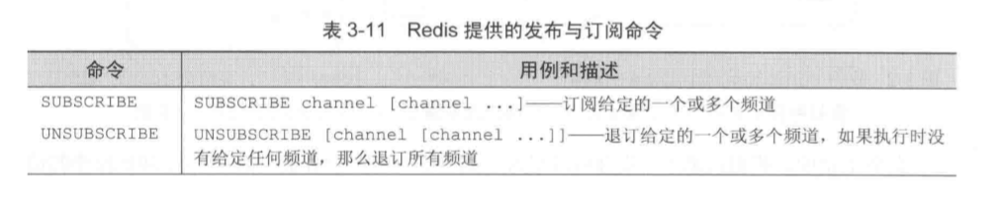 表 3-11 Redis 提供的发布与订阅命令
命令 用例和描述
SUBSCRIBE SUBSCRIBE channel [channel ...]——订阅给定的一个或多个频道
UNSUBSCRIBE UNSUBSCRIBE [channel [channel ...]]——退订给定的一个或多个频道，如果执行时没
有给定任何频道，那么退订所有频道